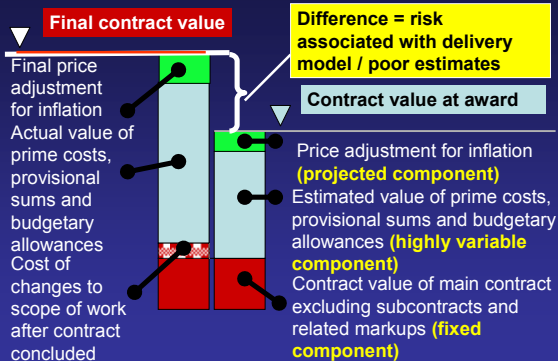 Final contract value
Difference = risk
associated with delivery
model / poor estimates
Contract value at award
Final price
adjustment
for inflation
Actual value of
prime costs,
provisional
sums and
budgetary
allowances
Cost of
changes to
scope of work
after contract
concluded
Price adjustment for inflation
(projected component)
Estimated value of prime costs,
provisional sums and budgetary
allowances (highly variable
component)
Contract value of main contract
excluding subcontracts and
related markups (fixed
component)